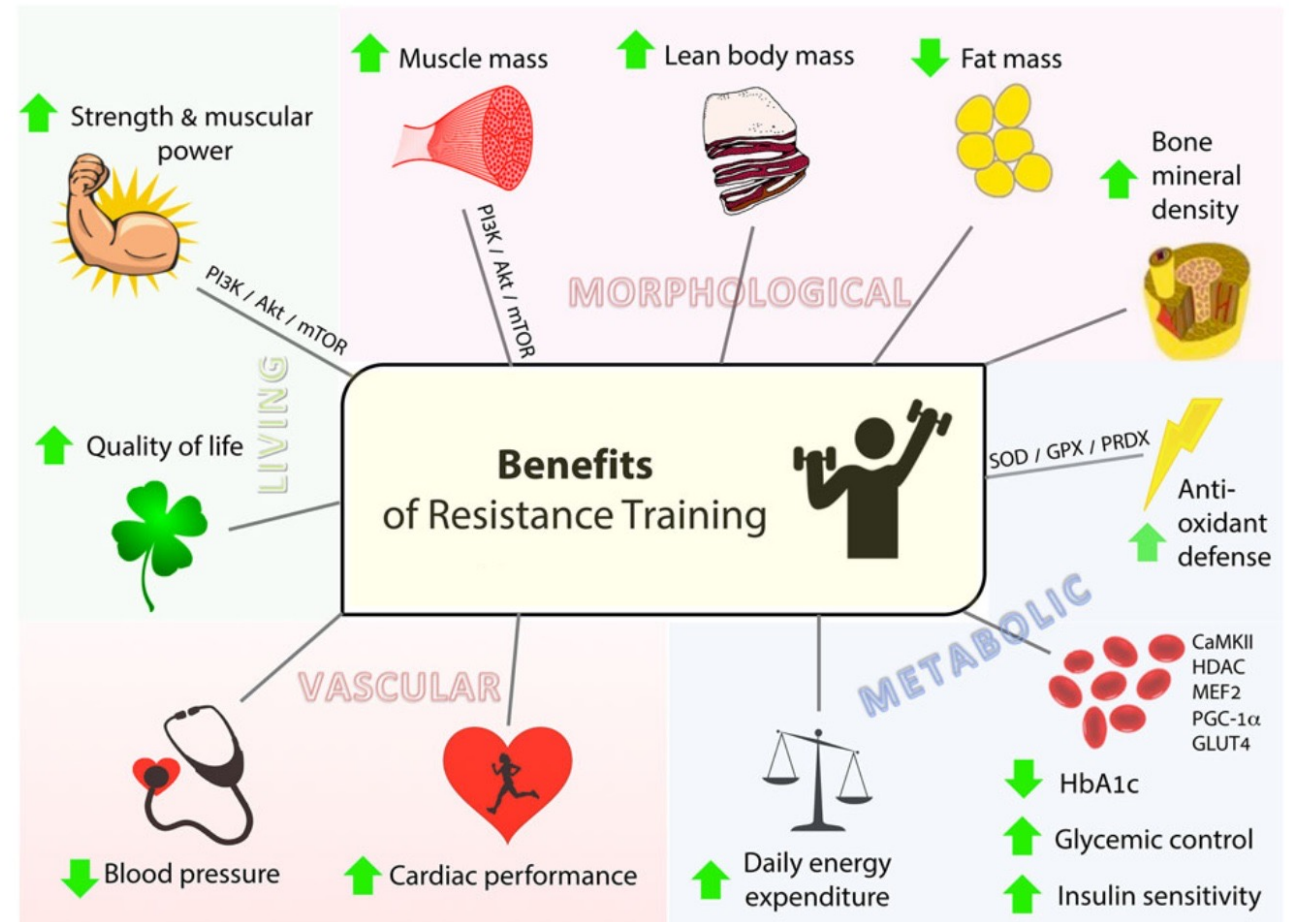 Muscle mass
Lean body mass
Fat mass
Strength & muscular
power
Bone
mineral
density
PI3K / Akt / mTOR
PI3K / Akt / mTOR
MORPHOLOGICAL
LIVING
Quality of life
Benefits
of Resistance Training
SOD / GPX / PRDX
Anti-
oxidant
defense
VASCULAR
METABOLIC
CaMKII
HDAC
MEF2
PGC-1α
GLUT4
Blood pressure
Cardiac performance
Daily energy
expenditure
HbA1c
Glycemic control
Insulin sensitivity